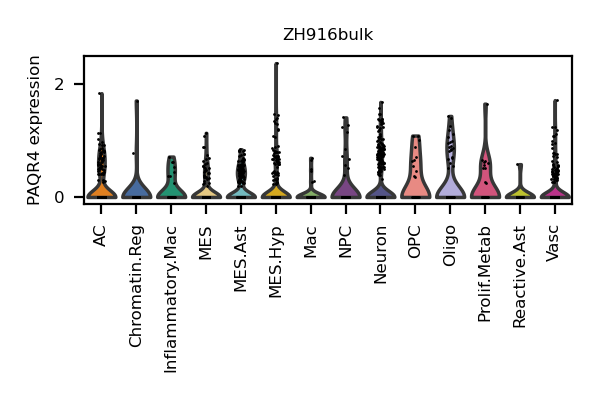 ZH916bulk
PAQR4 expression
2
0
AC
Chromatin.Reg
Inflammatory.Mac
MES
MES.Ast
MES.Hyp
Mac
NPC
Neuron
OPC
Oligo
Prolif.Metab
Reactive.Ast
Vasc